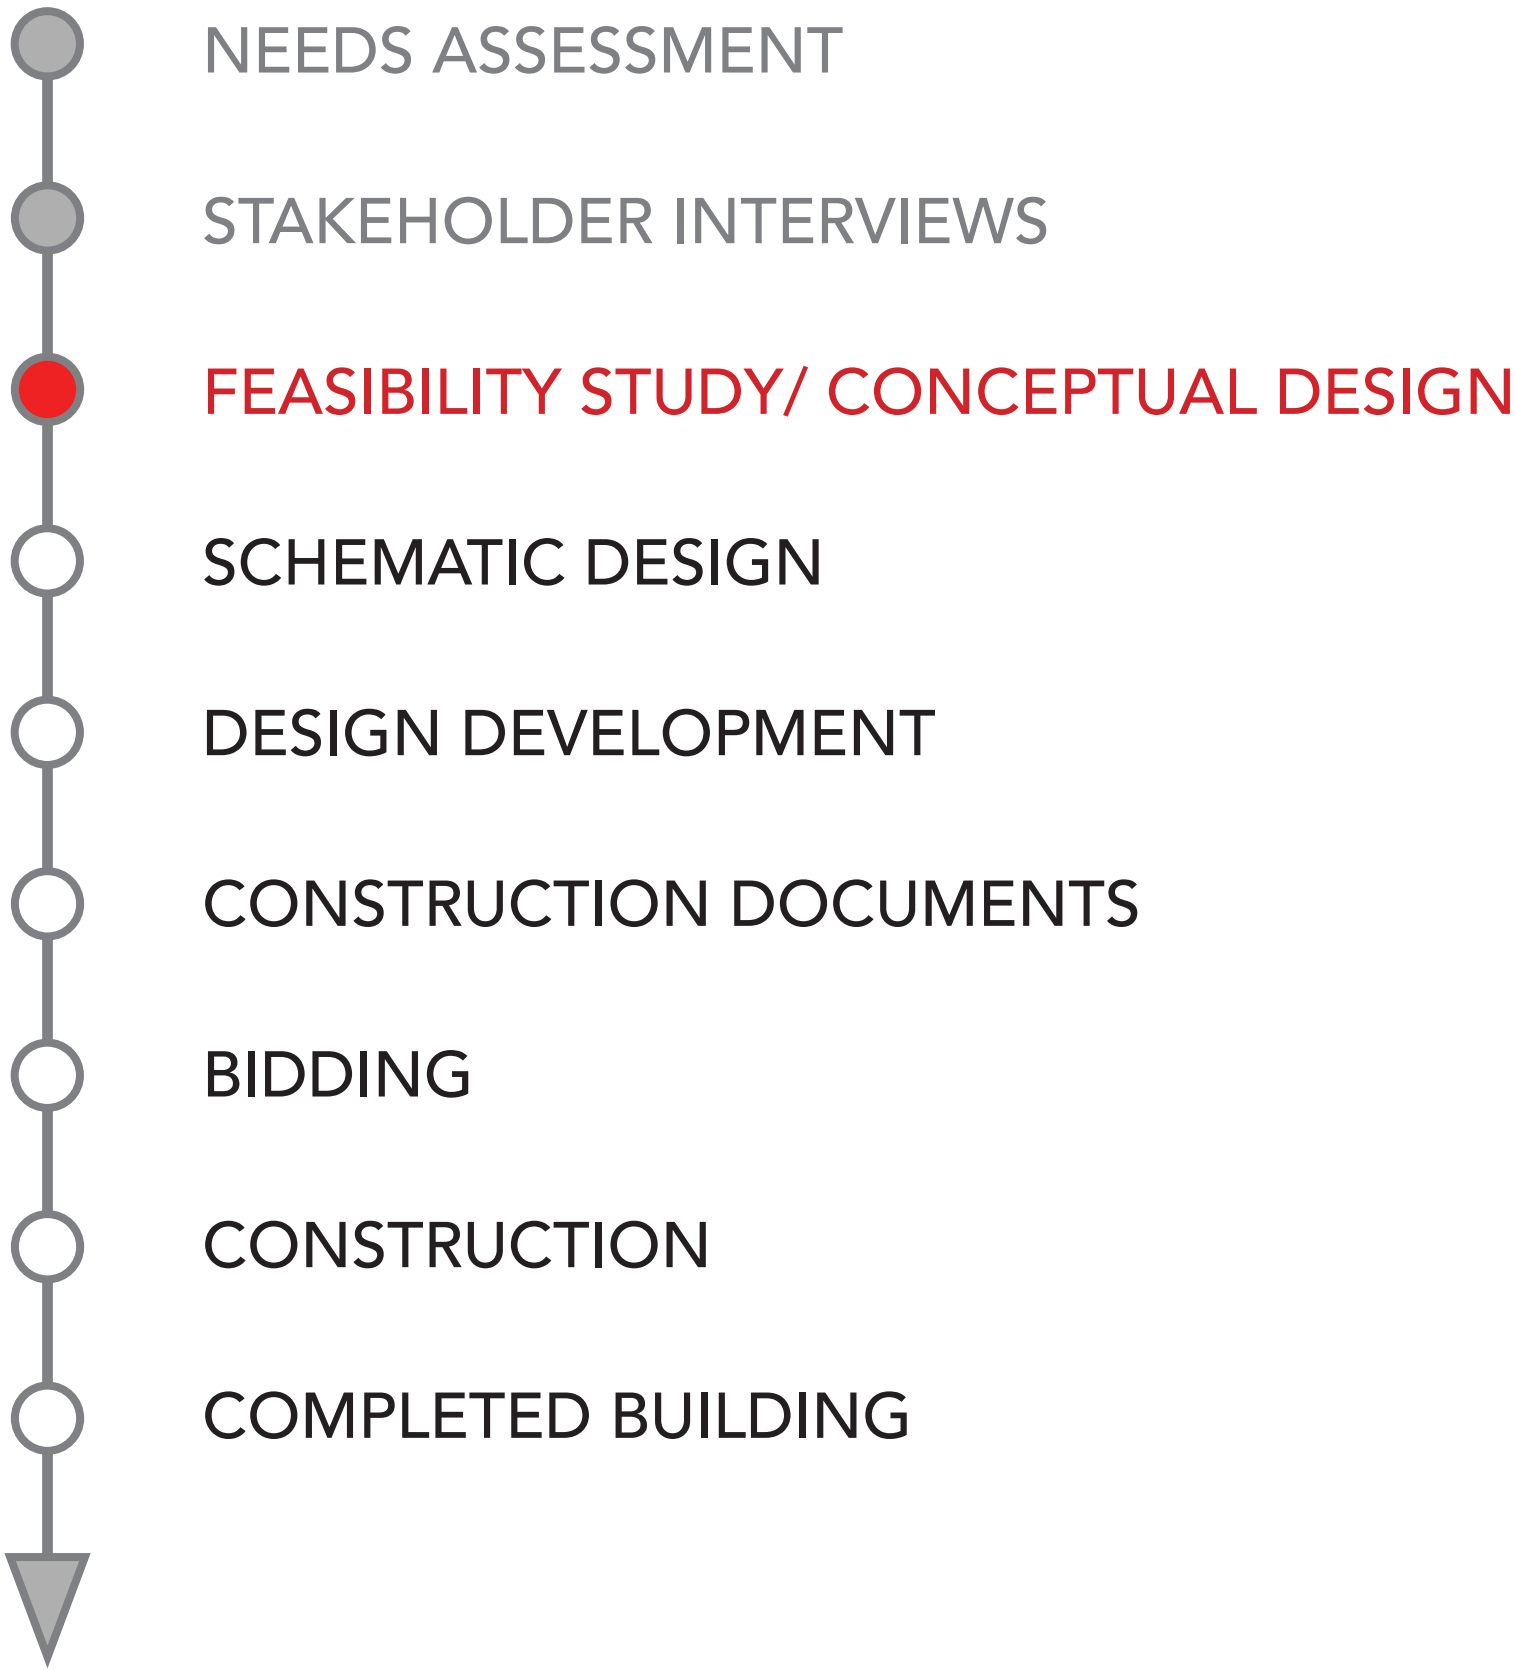 NEEDS ASSESSMENT
STAKEHOLDER INTERVIEWS
FEASIBILITY STUDY/ CONCEPTUAL DESIGN
SCHEMATIC DESIGN
DESIGN DEVELOPMENT
CONSTRUCTION DOCUMENTS
BIDDING
CONSTRUCTION
COMPLETED BUILDING